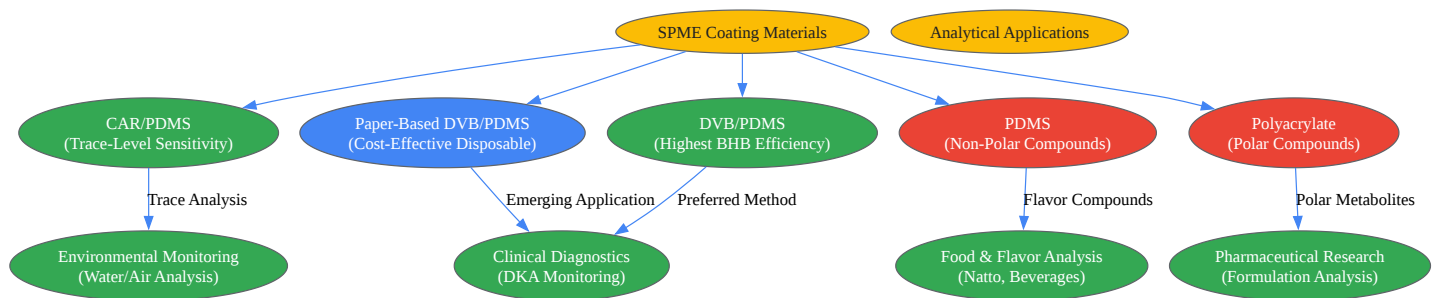 SPME Coating Materials
Analytical Applications
CAR/PDMS
(Trace-Level Sensitivity)
Paper-Based DVB/PDMS
(Cost-Effective Disposable)
DVB/PDMS
(Highest BHB Efficiency)
PDMS
(Non-Polar Compounds)
Polyacrylate
(Polar Compounds)
Trace Analysis
Emerging Application
Preferred Method
Flavor Compounds
Polar Metabolites
Environmental Monitoring
(Water/Air Analysis)
Clinical Diagnostics
(DKA Monitoring)
Food & Flavor Analysis
(Natto, Beverages)
Pharmaceutical Research
(Formulation Analysis)